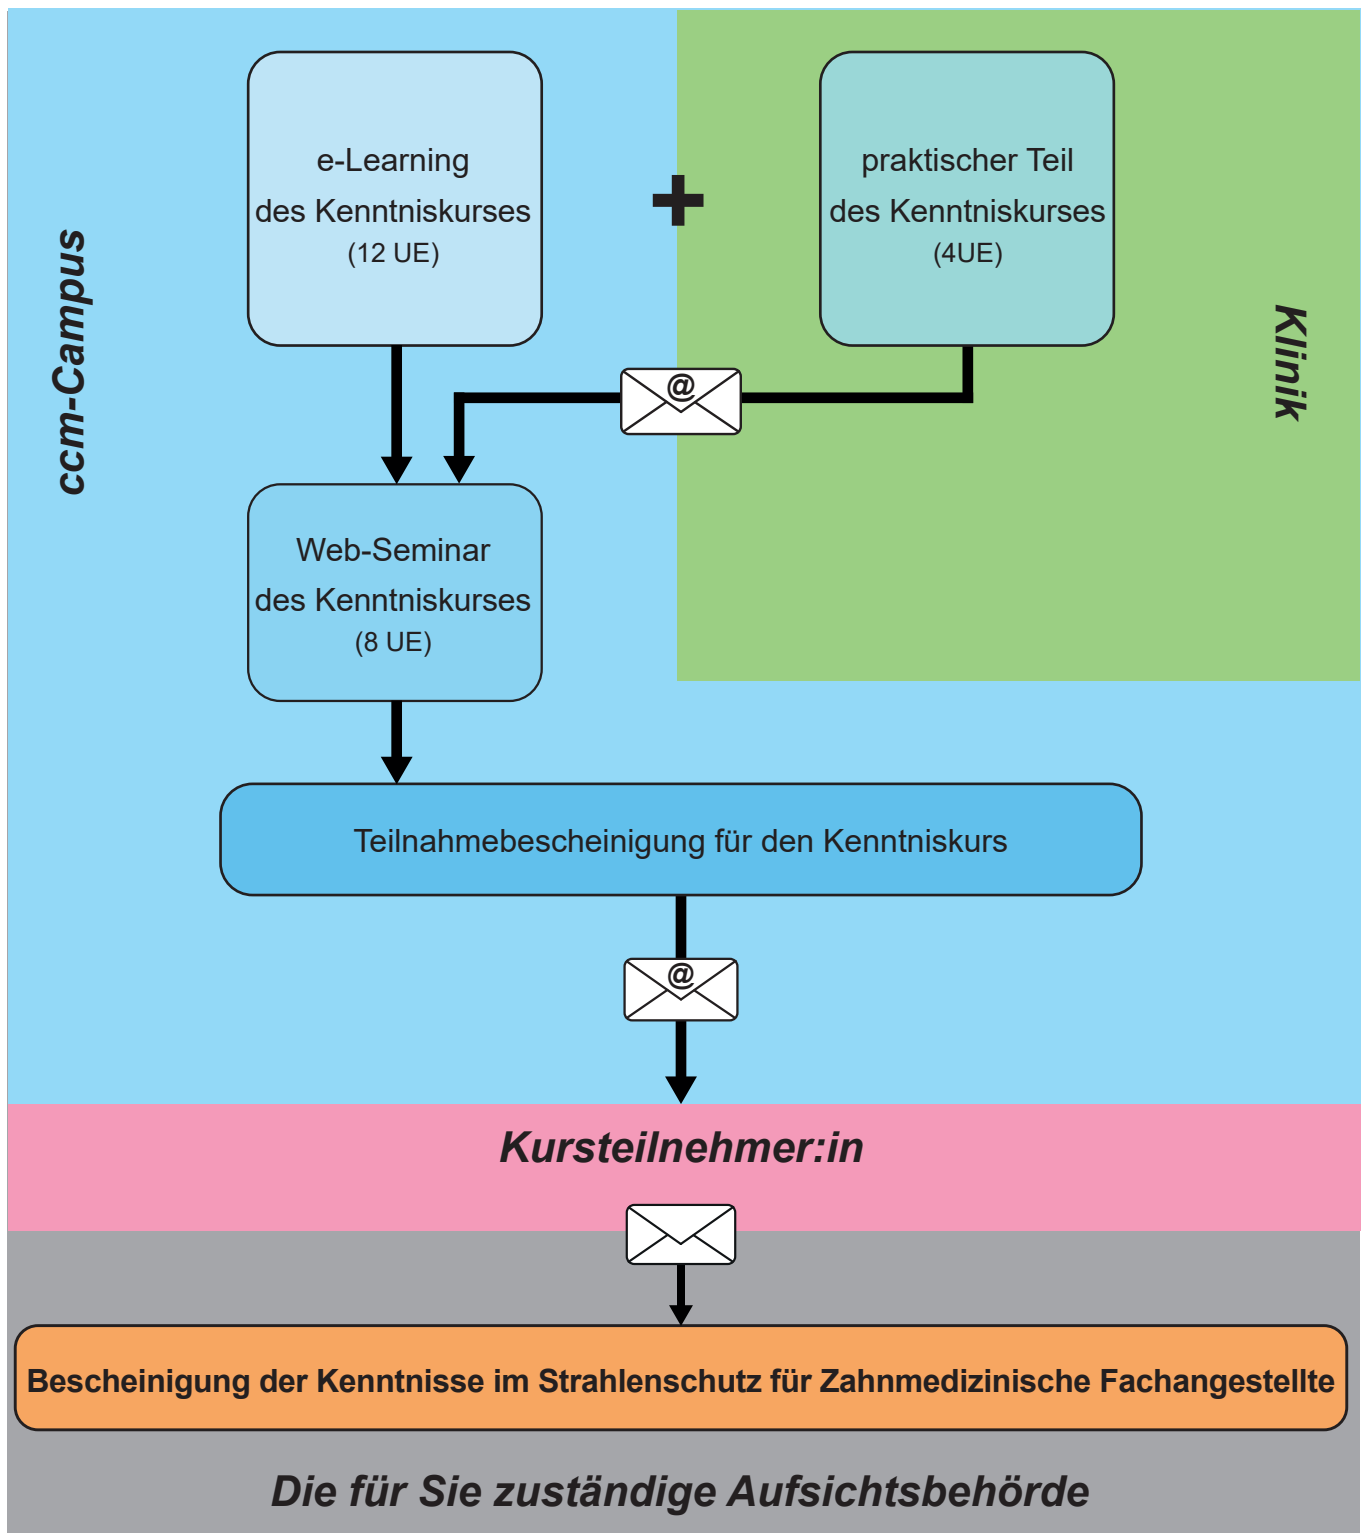 ccm-Campus
e-Learning
des Kenntniskurses
(12 UE)
+
praktischer Teil
des Kenntniskurses
(4UE)
Klinik
@
Web-Seminar
des Kenntniskurses
(8 UE)
Teilnahmebescheinigung für den Kenntniskurs
@
Kursteilnehmer:in
Bescheinigung der Kenntnisse im Strahlenschutz für Zahnmedizinische Fachangestellte
Die für Sie zuständige Aufsichtsbehörde